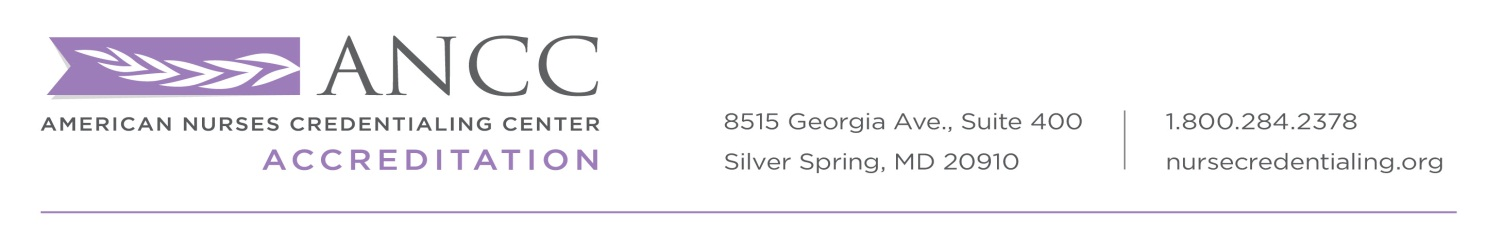 ANCC
AMERICAN NURSES CREDENTIALING CENTER
ACCREDITATION
8515 Georgia Ave., Suite 400
Silver Spring, MD 20910
1.800.284.2378
nursecredentialing.org